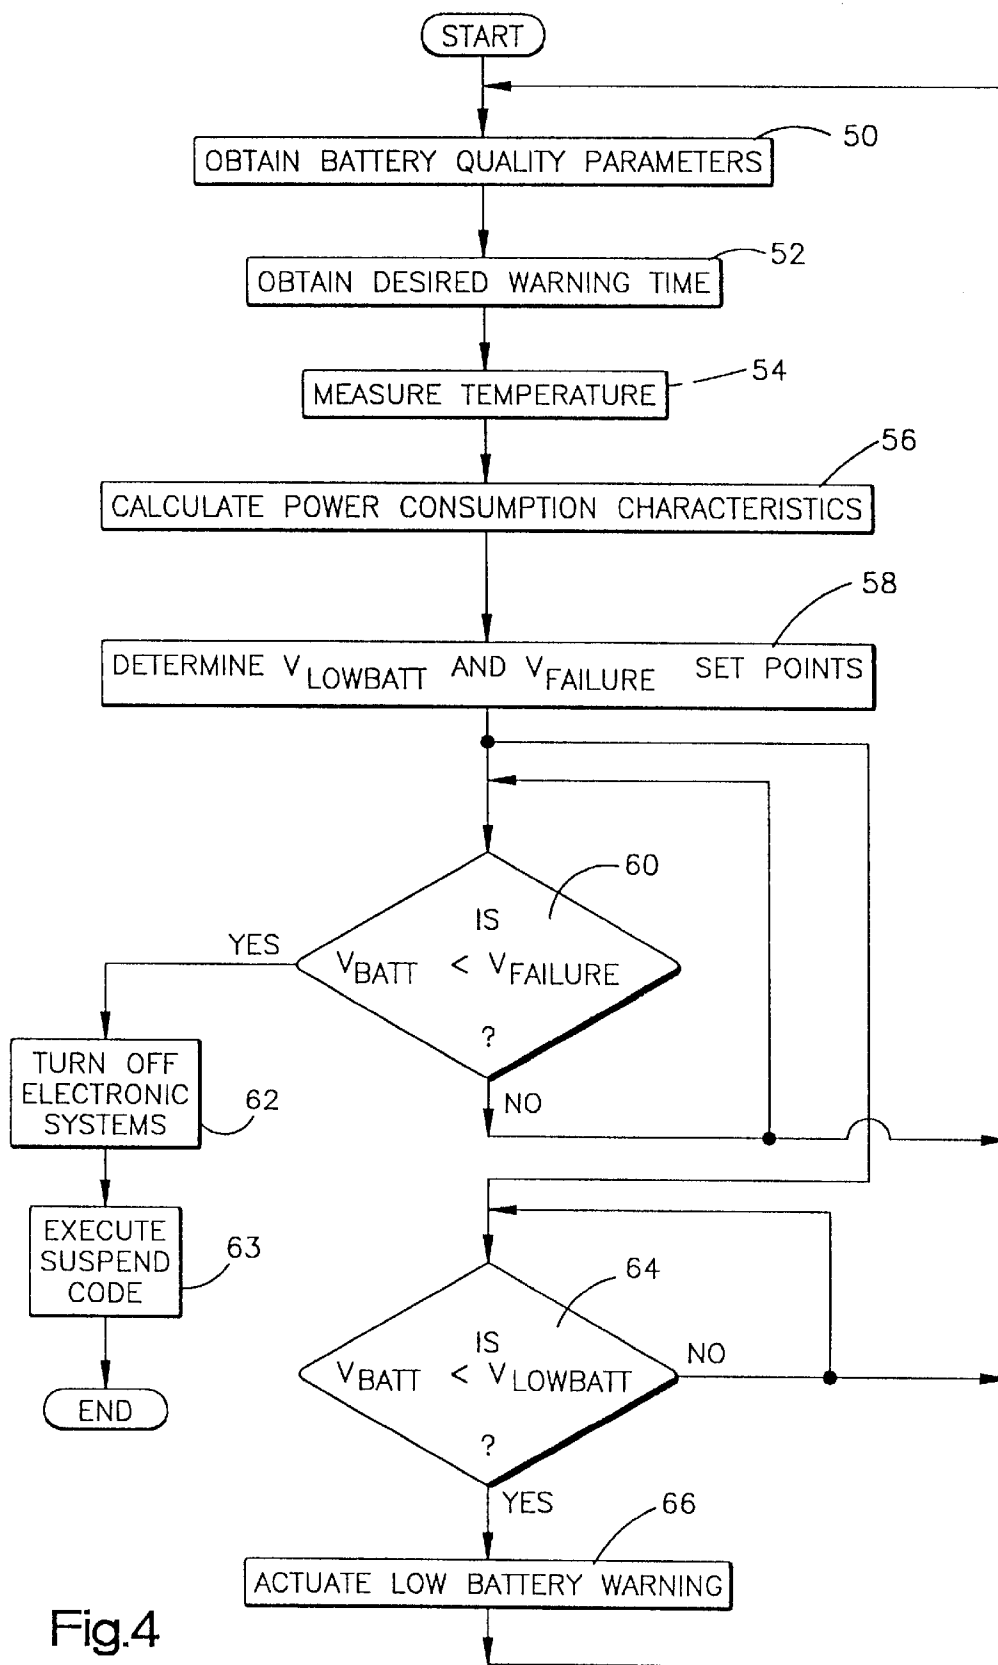 START
50
OBTAIN BATTERY QUALITY PARAMETERS
52
OBTAIN DESIRED WARNING TIME
54
MEASURE TEMPERATURE
56
CALCULATE POWER CONSUMPTION CHARACTERISTICS
58
DETERMINE VLOWBATT AND VFAILURE SET POINTS
60
IS
YES
VBATT < VFAILURE
?
NO
TURN OFF
ELECTRONIC
SYSTEMS
62
EXECUTE
SUSPEND
CODE
63
END
64
IS
VBATT < VLOWBATT
NO
?
YES
66
ACTUATE LOW BATTERY WARNING
Fig.4